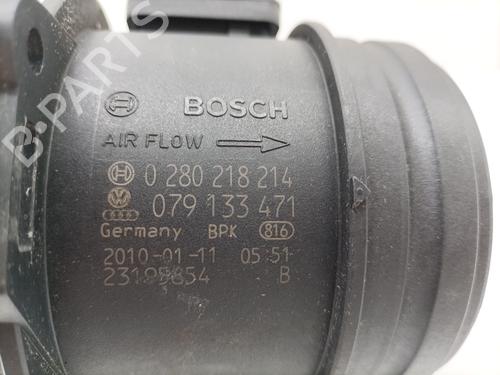 B-PARTS
BOSCH
AIR FLOW
0 280 218 214
079 133 471
Germany BPK 816
2010-01-11 05:51
B